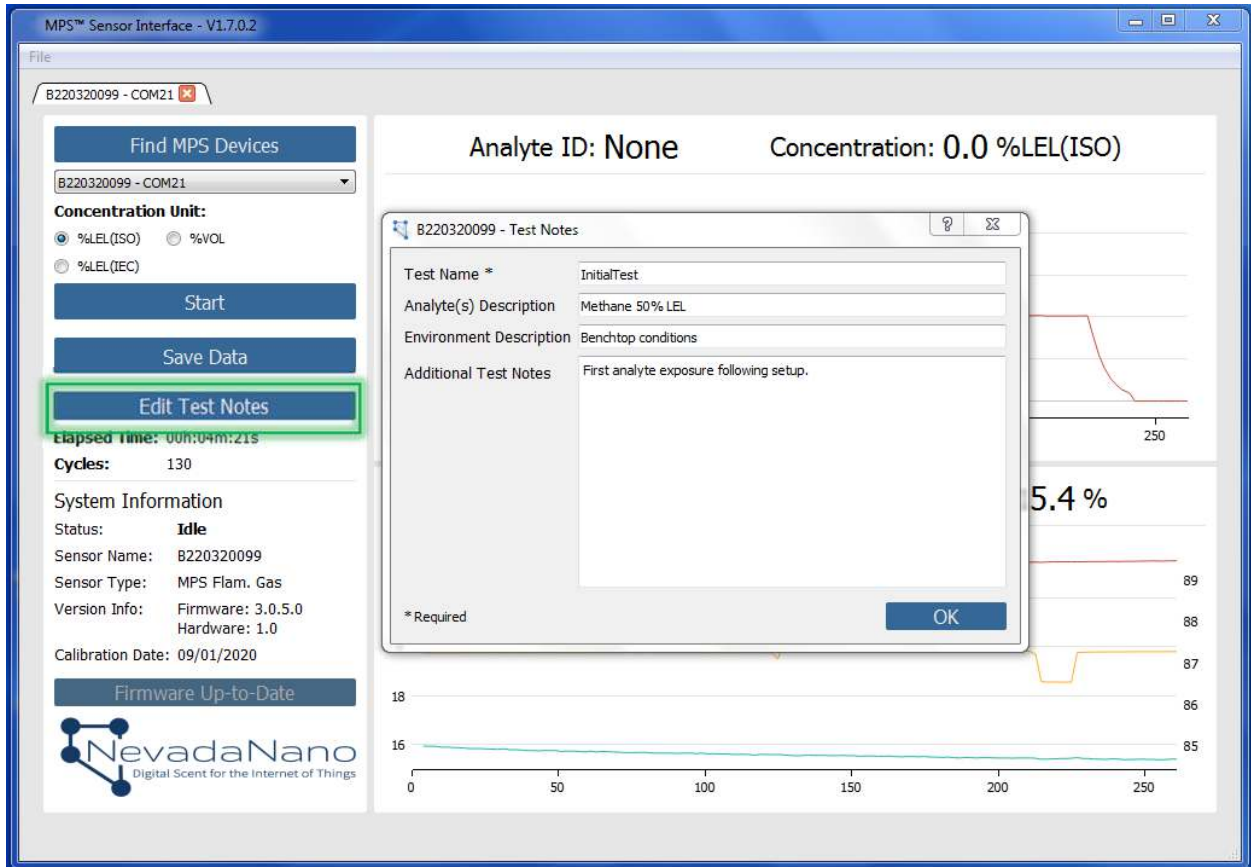 MPS™ Sensor Interface - V1.7.0.2
File
B220320099 - COM21
Find MPS Devices
B220320099 - COM21
Concentration Unit:
%LEL(ISO) %VOL
%LEL(IEC)
Start
Save Data
Edit Test Notes
Elapsed Time: 00h:04m:21s
Cycles: 130
System Information
Status: Idle
Sensor Name: B220320099
Sensor Type: MPS Flam. Gas
Version Info: Firmware: 3.0.5.0
Hardware: 1.0
Calibration Date: 09/01/2020
Firmware Up-to-Date
NevadaNano
Digital Scent for the Internet of Things
Analyte ID: None Concentration: 0.0 %LEL(ISO)
250
B220320099 - Test Notes
Test Name * InitialTest
Analyte(s) Description Methane 50% LEL
Environment Description Benchtop conditions
Additional Test Notes First analyte exposure following setup.
* Required OK
5.4 %
89
88
87
18 86
16 85
0 50 100 150 200 250